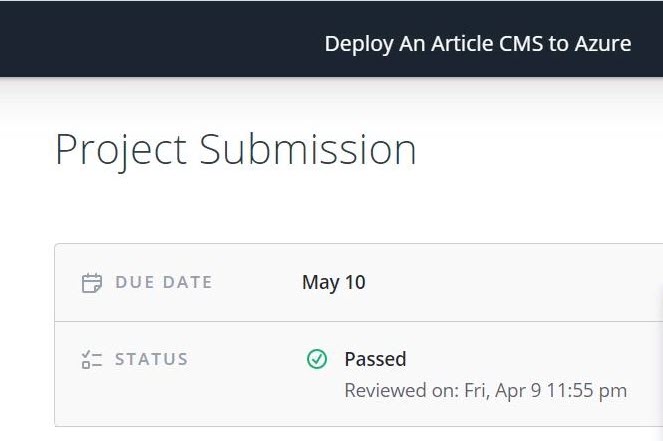 Deploy An Article CMS to Azure
Project Submission
DUE DATE May 10
STATUS Passed
Reviewed on: Fri, Apr 9 11:55 pm